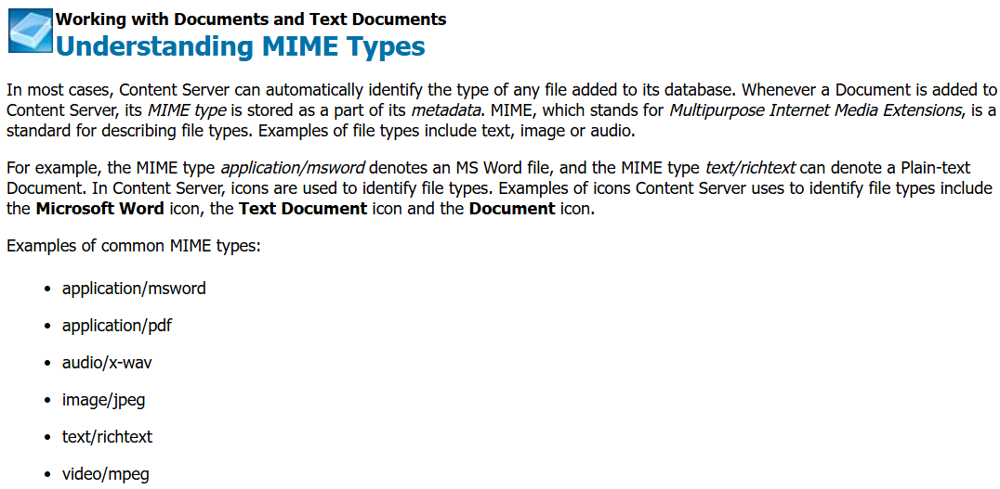 Working with Documents and Text Documents
Understanding MIME Types
In most cases, Content Server can automatically identify the type of any file added to its database. Whenever a Document is added to
Content Server, its MIME type is stored as a part of its metadata. MIME, which stands for Multipurpose Internet Media Extensions, is a
standard for describing file types. Examples of file types include text, image or audio.
For example, the MIME type application/msword denotes an MS Word file, and the MIME type text/richtext can denote a Plain-text
Document. In Content Server, icons are used to identify file types. Examples of icons Content Server uses to identify file types include
the Microsoft Word icon, the Text Document icon and the Document icon.
Examples of common MIME types:
• application/msword
• application/pdf
• audio/x-wav
• image/jpeg
• text/richtext
• video/mpeg